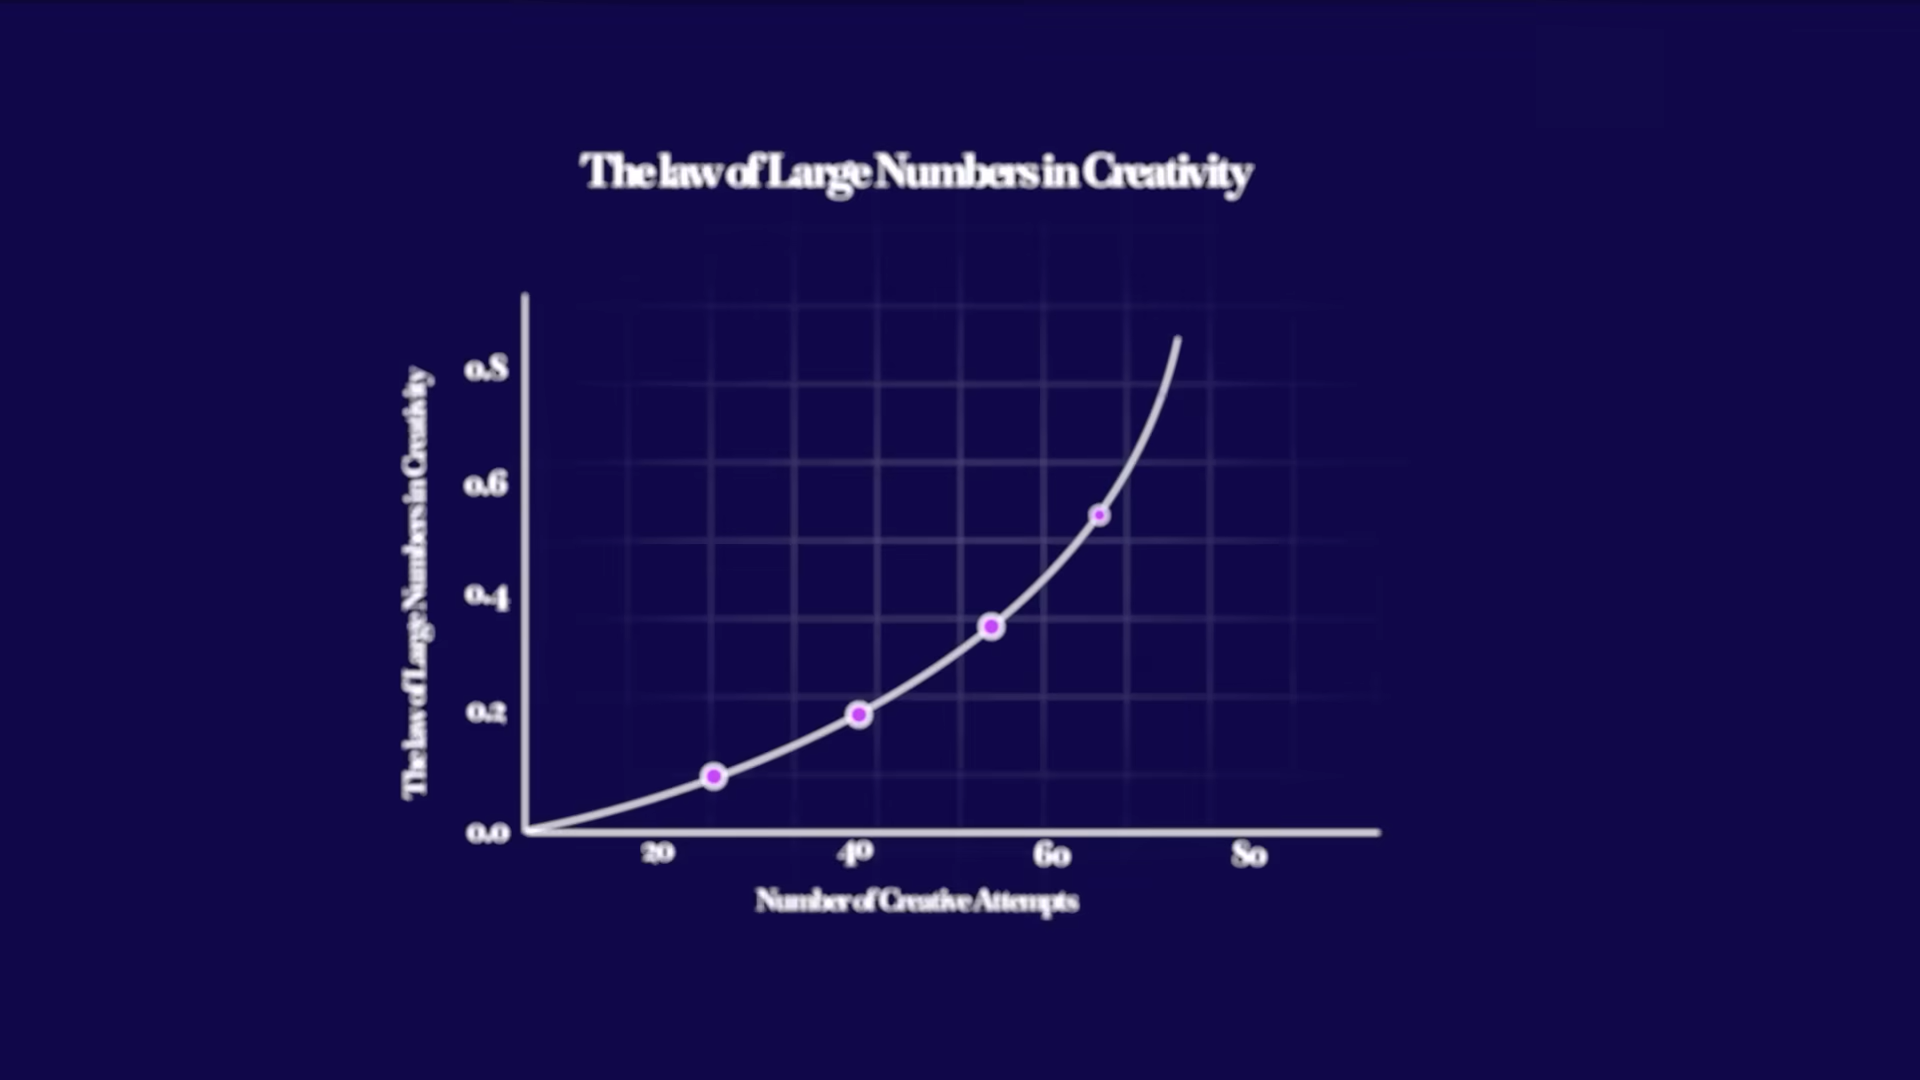 The law of Large Numbers in Creativity
The law of Large Numbers in Creativity
0.8
0.6
0.4
0.2
0.0
20 40 60 80
Number of Creative Attempts